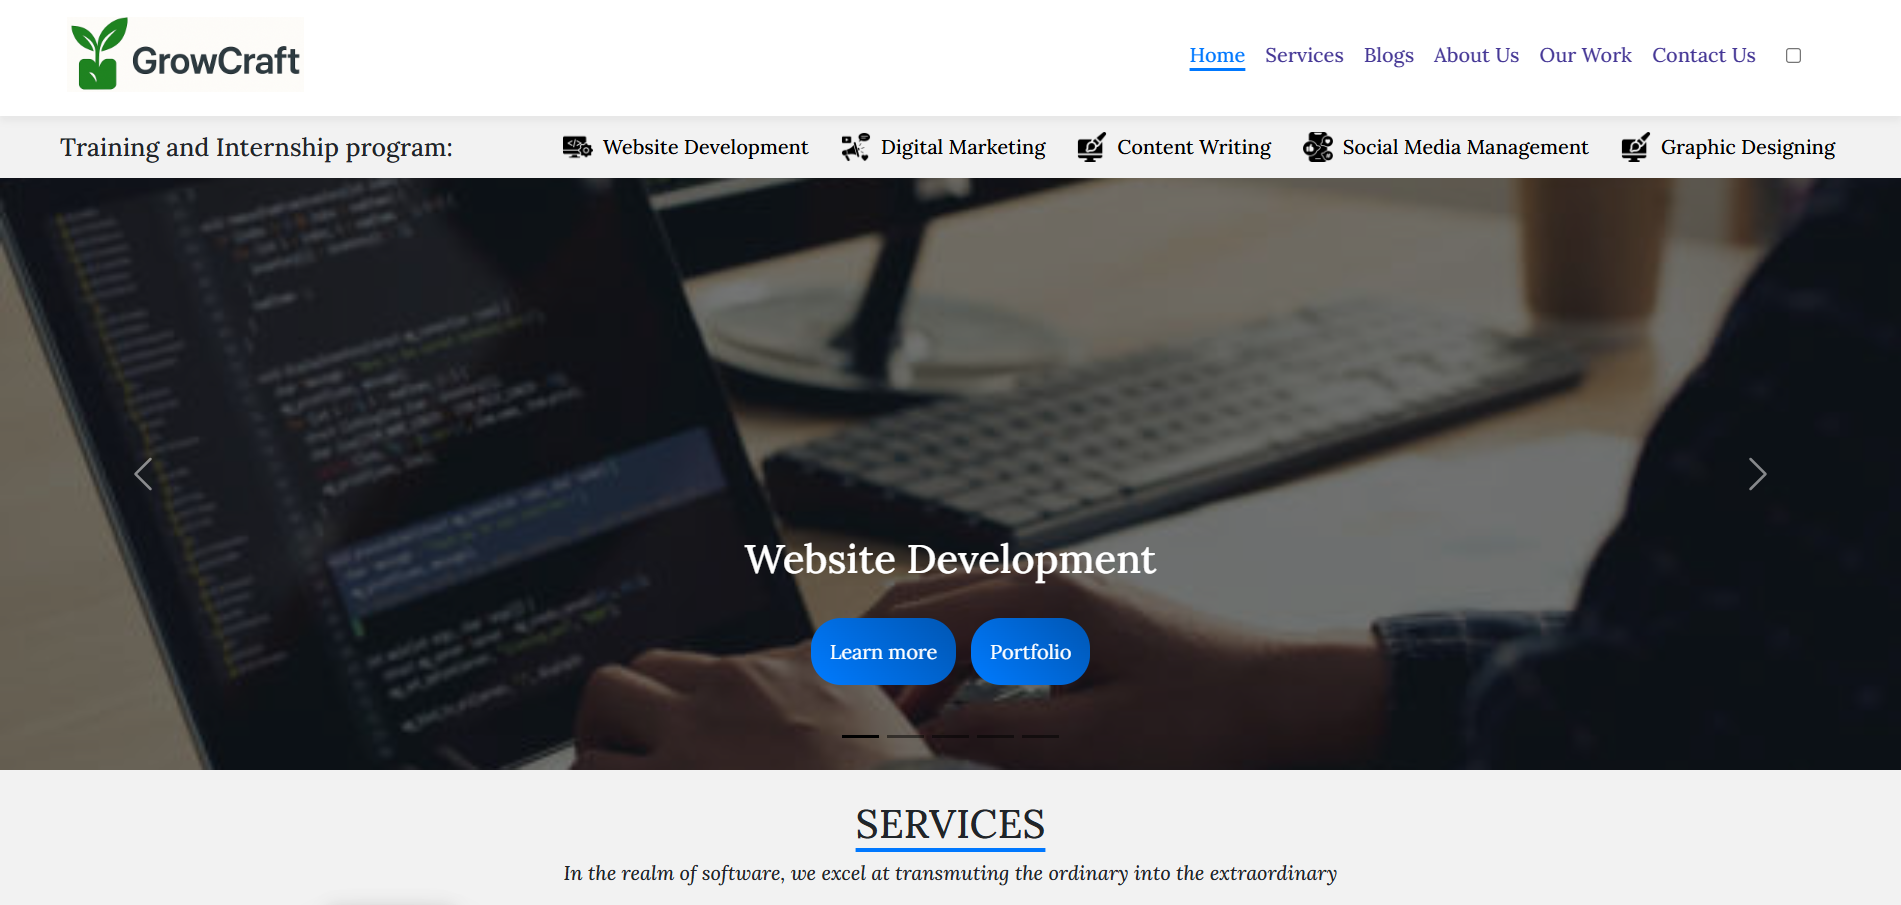 GrowCraft
Home Services Blogs About Us Our Work Contact Us
Training and Internship program: Website Development Digital Marketing Content Writing Social Media Management Graphic Designing
Website Development
Learn more Portfolio
SERVICES
In the realm of software, we excel at transmuting the ordinary into the extraordinary